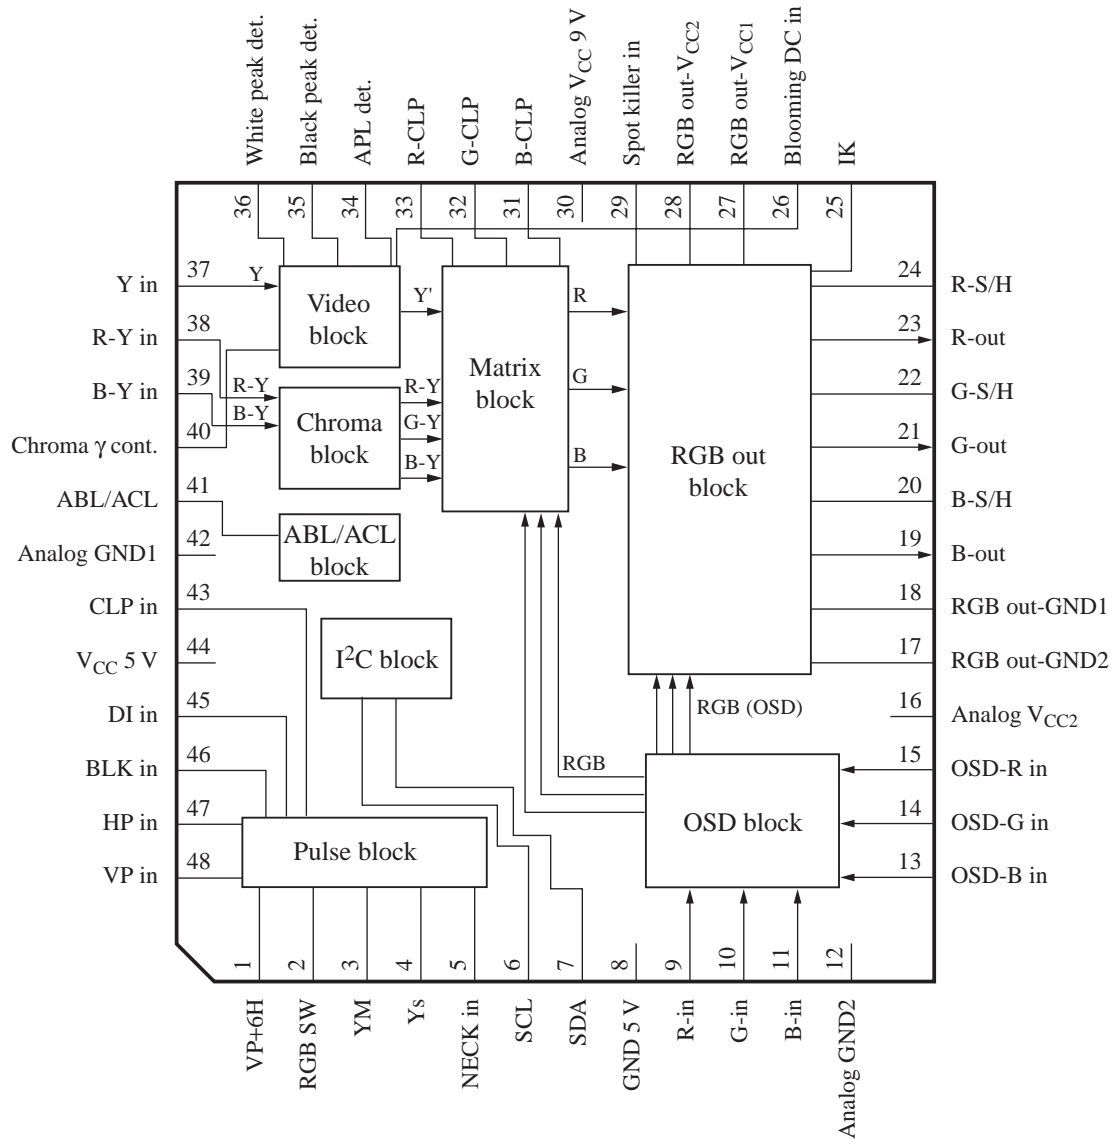 White peak det.
Black peak det.
APL det.
R-CLP
G-CLP
B-CLP
Analog VCC 9 V
Spot killer in
RGB out-VCC2
RGB out-VCC1
Blooming DC in
IK
36
35
34
33
32
31
30
29
28
27
26
25
Y in
37
Y
R-Y in
38
B-Y in
39
R-Y
B-Y
Chroma γ cont.
40
ABL/ACL
41
Analog GND1
42
CLP in
43
VCC 5 V
44
DI in
45
BLK in
46
HP in
47
VP in
48
Video
block
Y'
Chroma
block
R-Y
G-Y
B-Y
Matrix
block
R
G
B
RGB out
block
ABL/ACL
block
I²C block
Pulse block
RGB
RGB (OSD)
OSD block
24
R-S/H
23
R-out
22
G-S/H
21
G-out
20
B-S/H
19
B-out
18
RGB out-GND1
17
RGB out-GND2
16
Analog VCC2
15
OSD-R in
14
OSD-G in
13
OSD-B in
1
2
3
4
5
6
7
8
9
10
11
12
VP+6H
RGB SW
YM
Ys
NECK in
SCL
SDA
GND 5 V
R-in
G-in
B-in
Analog GND2